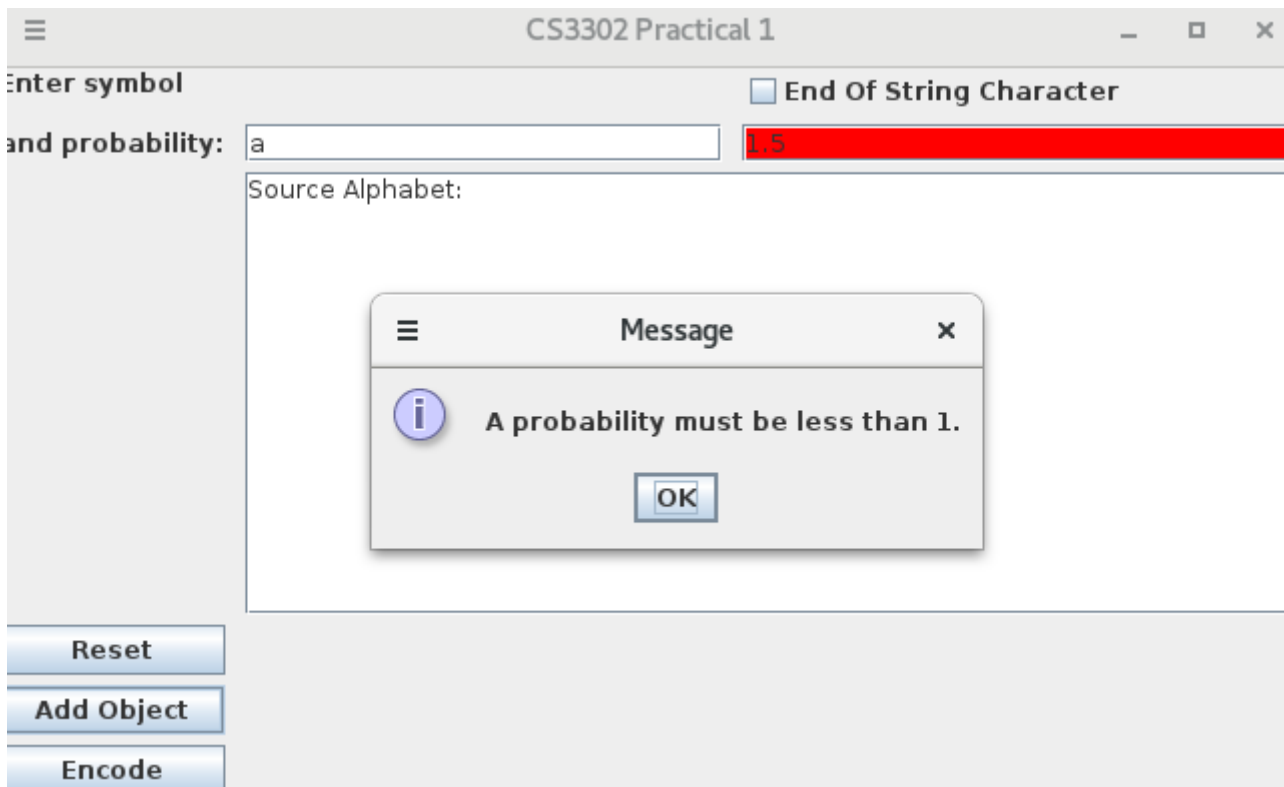 CS3302 Practical 1
Enter symbol
End Of String Character
and probability:
a
1.5
Source Alphabet:
Message
A probability must be less than 1.
OK
Reset
Add Object
Encode